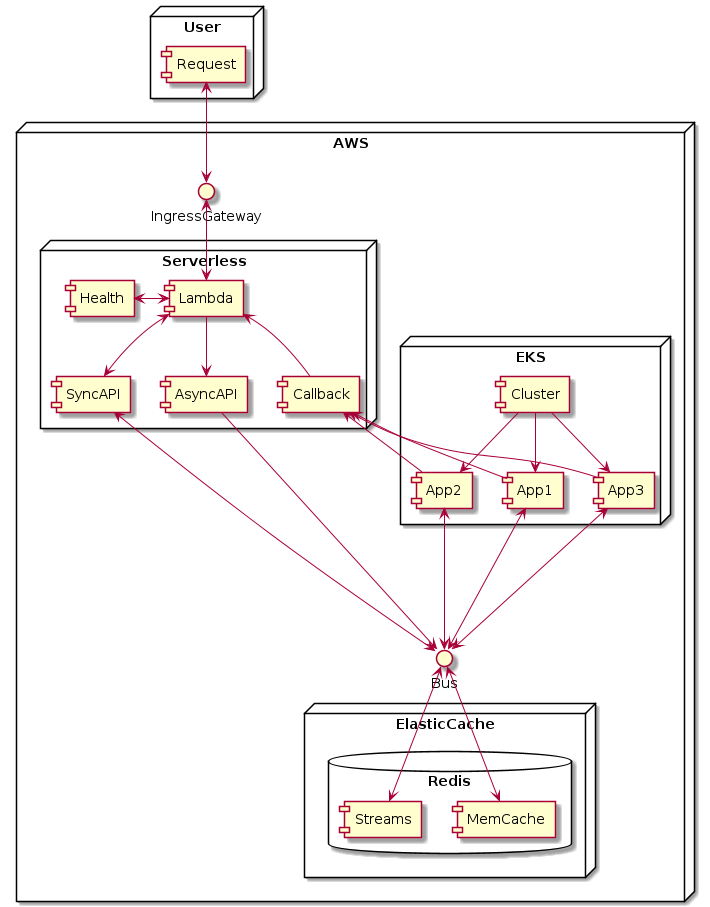 User
Request
AWS
IngressGateway
Serverless
Health
Lambda
EKS
SyncAPI
AsyncAPI
Callback
Cluster
App2
App1
App3
Bus
ElasticCache
Redis
Streams
MemCache